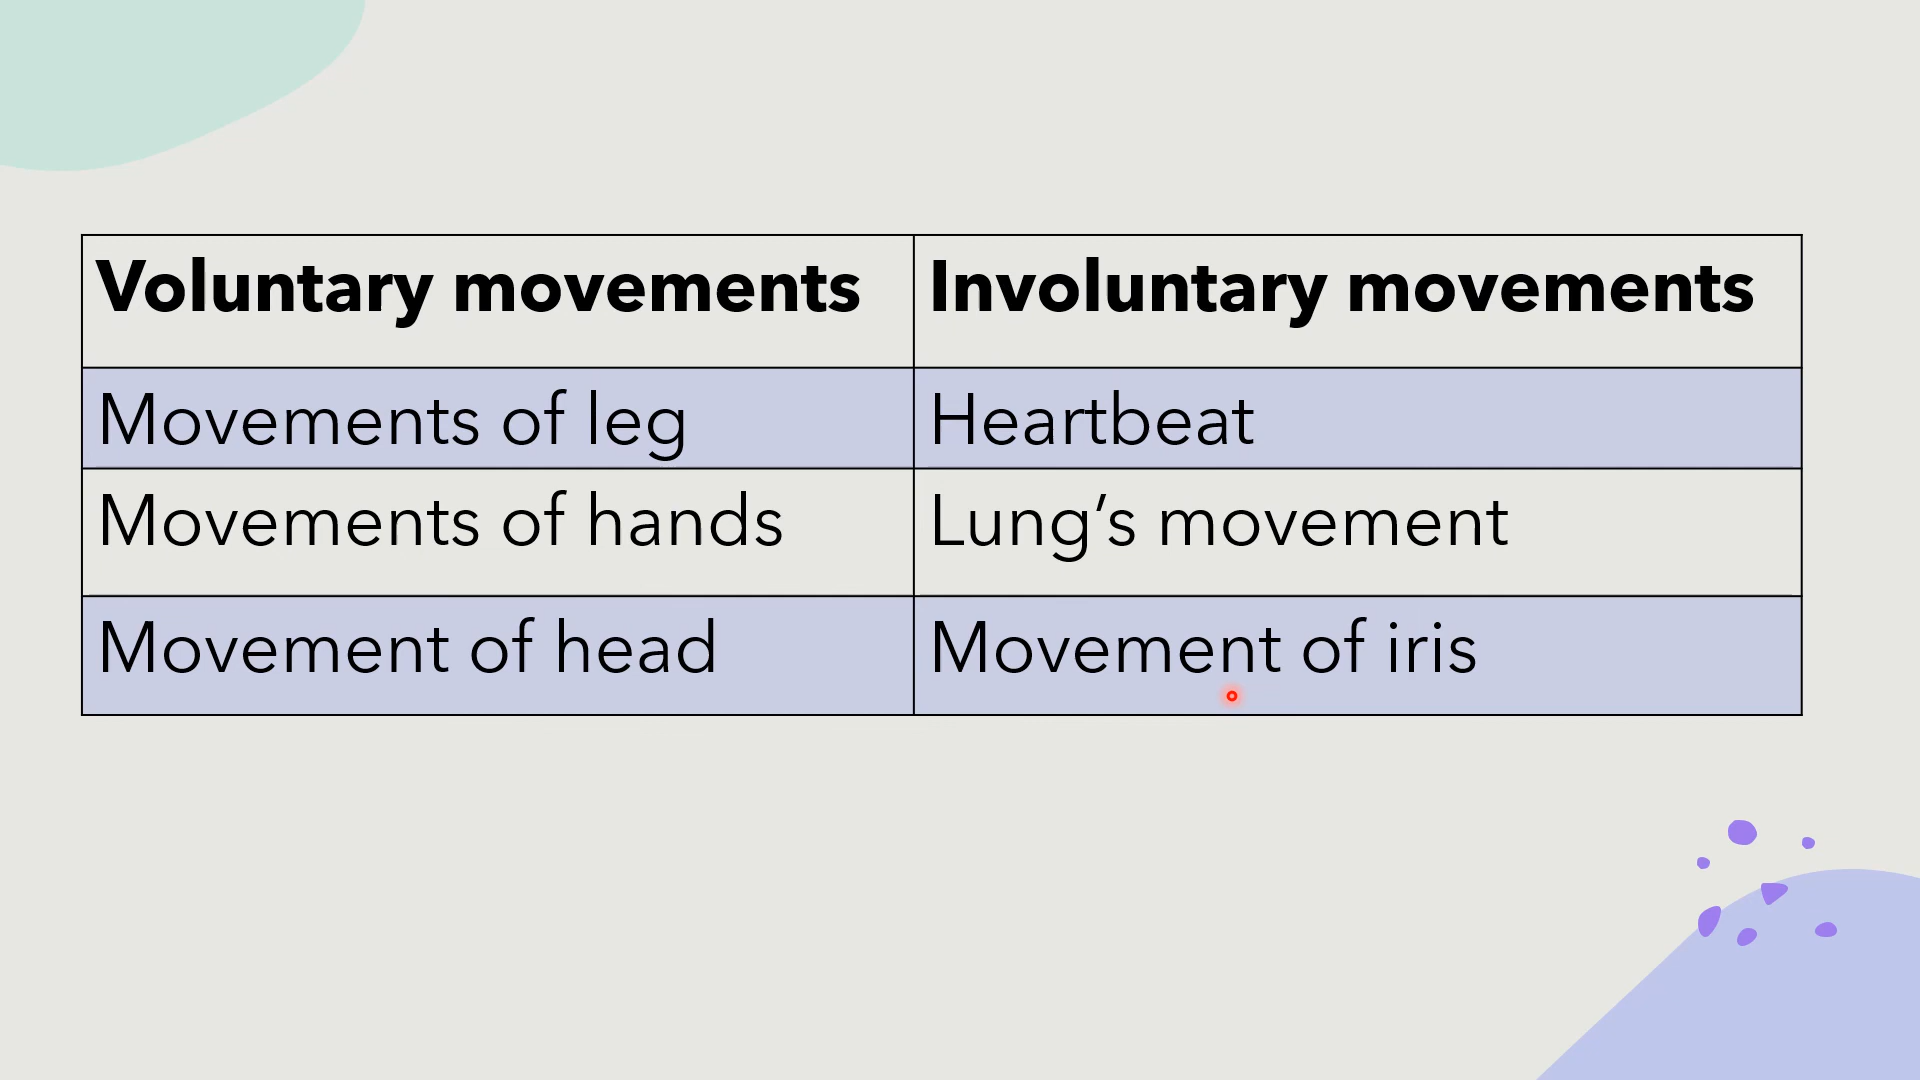 Voluntary movements
Involuntary movements
Movements of leg
Heartbeat
Movements of hands
Lung’s movement
Movement of head
Movement of iris